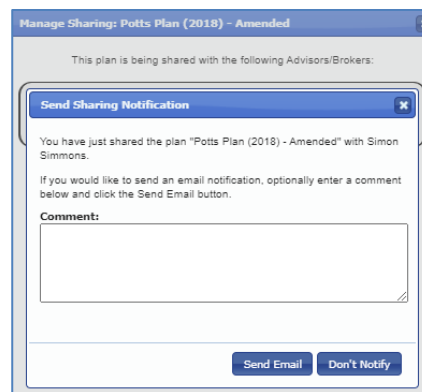 Manage Sharing: Potts Plan (2018) - Amended
This plan is being shared with the following Advisors/Brokers:
Send Sharing Notification
You have just shared the plan "Potts Plan (2018) - Amended" with Simon
Simmons.
If you would like to send an email notification, optionally enter a comment
below and click the Send Email button.
Comment:
Send Email Don't Notify